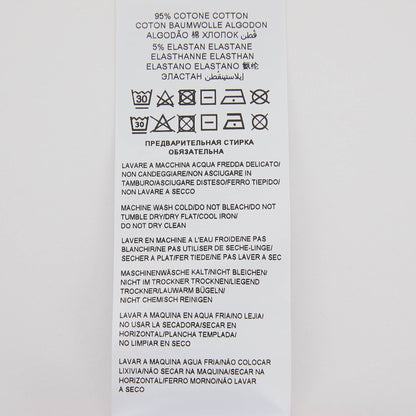 95% COTONE COTTON
COTON BAUMWOLLE ALGODON
ALGODÃO 棉 ХЛОПОК قطن
5% ELASTAN ELASTANE
ELASTHANNE ELASTHAN
ELASTANO ELASTANO 氨纶
ЭЛАСТАН
30
30
ПРЕДВАРИТЕЛЬНАЯ СТИРКА
ОБЯЗАТЕЛЬНА
LAVARE A MACCHINA ACQUA FREDDA DELICATO/
NON CANDEGGIARE/NON ASCIUGARE IN
TAMBURO/ASCIUGARE DISTESO/FERRO TIEPIDO/
NON LAVARE A SECCO
MACHINE WASH COLD/DO NOT BLEACH/DO NOT
TUMBLE DRY/DRY FLAT/COOL IRON/
DO NOT DRY CLEAN
LAVER EN MACHINE A L'EAU FROIDE/NE PAS
BLANCHIR/NE PAS UTILISER DE SECHE-LINGE/
SECHER A PLAT/FER TIEDE/NE PAS LAVER A SEC
MASCHINENWÄSCHE KALT/NICHT BLEICHEN/
NICHT IM TROCKNER TROCKNEN/LIEGEND
TROCKNER/LAUWARM BÜGELN/
NICHT CHEMISCH REINIGEN
LAVAR A MAQUINA EN AQUA FRIA/NO LEJIA/
NO USAR LA SECADORA/SECAR EN
HORIZONTAL/PLANCHA TEMPLADA/
NO LIMPIAR EN SECO
LAVAR A MAQUINA AGUA FRIA/NÃO COLOCAR
LIXIVIA/NÃO SECAR NA MAQUINA/SECAR NA
HORIZONTAL/FERRO MORNO/NÃO LAVAR
A SECO